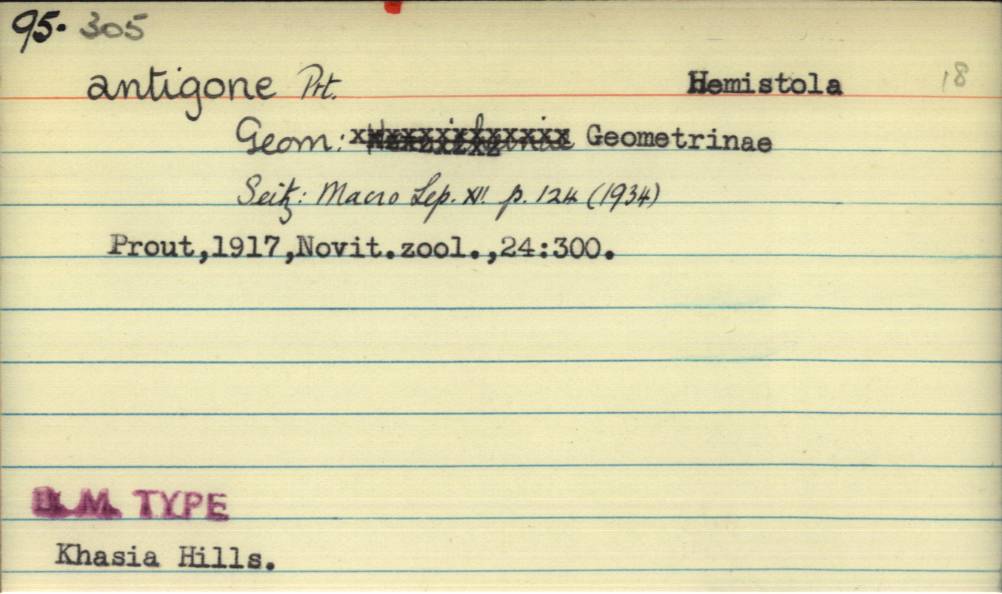 95. 305
antigone Prt. Hemistola 18
Geom: Geometrinae
Seitz: Macro Lep. XII. p. 124 (1934)
Prout,1917,Novit.zool.,24:300.
B.M. TYPE
Khasia Hills.